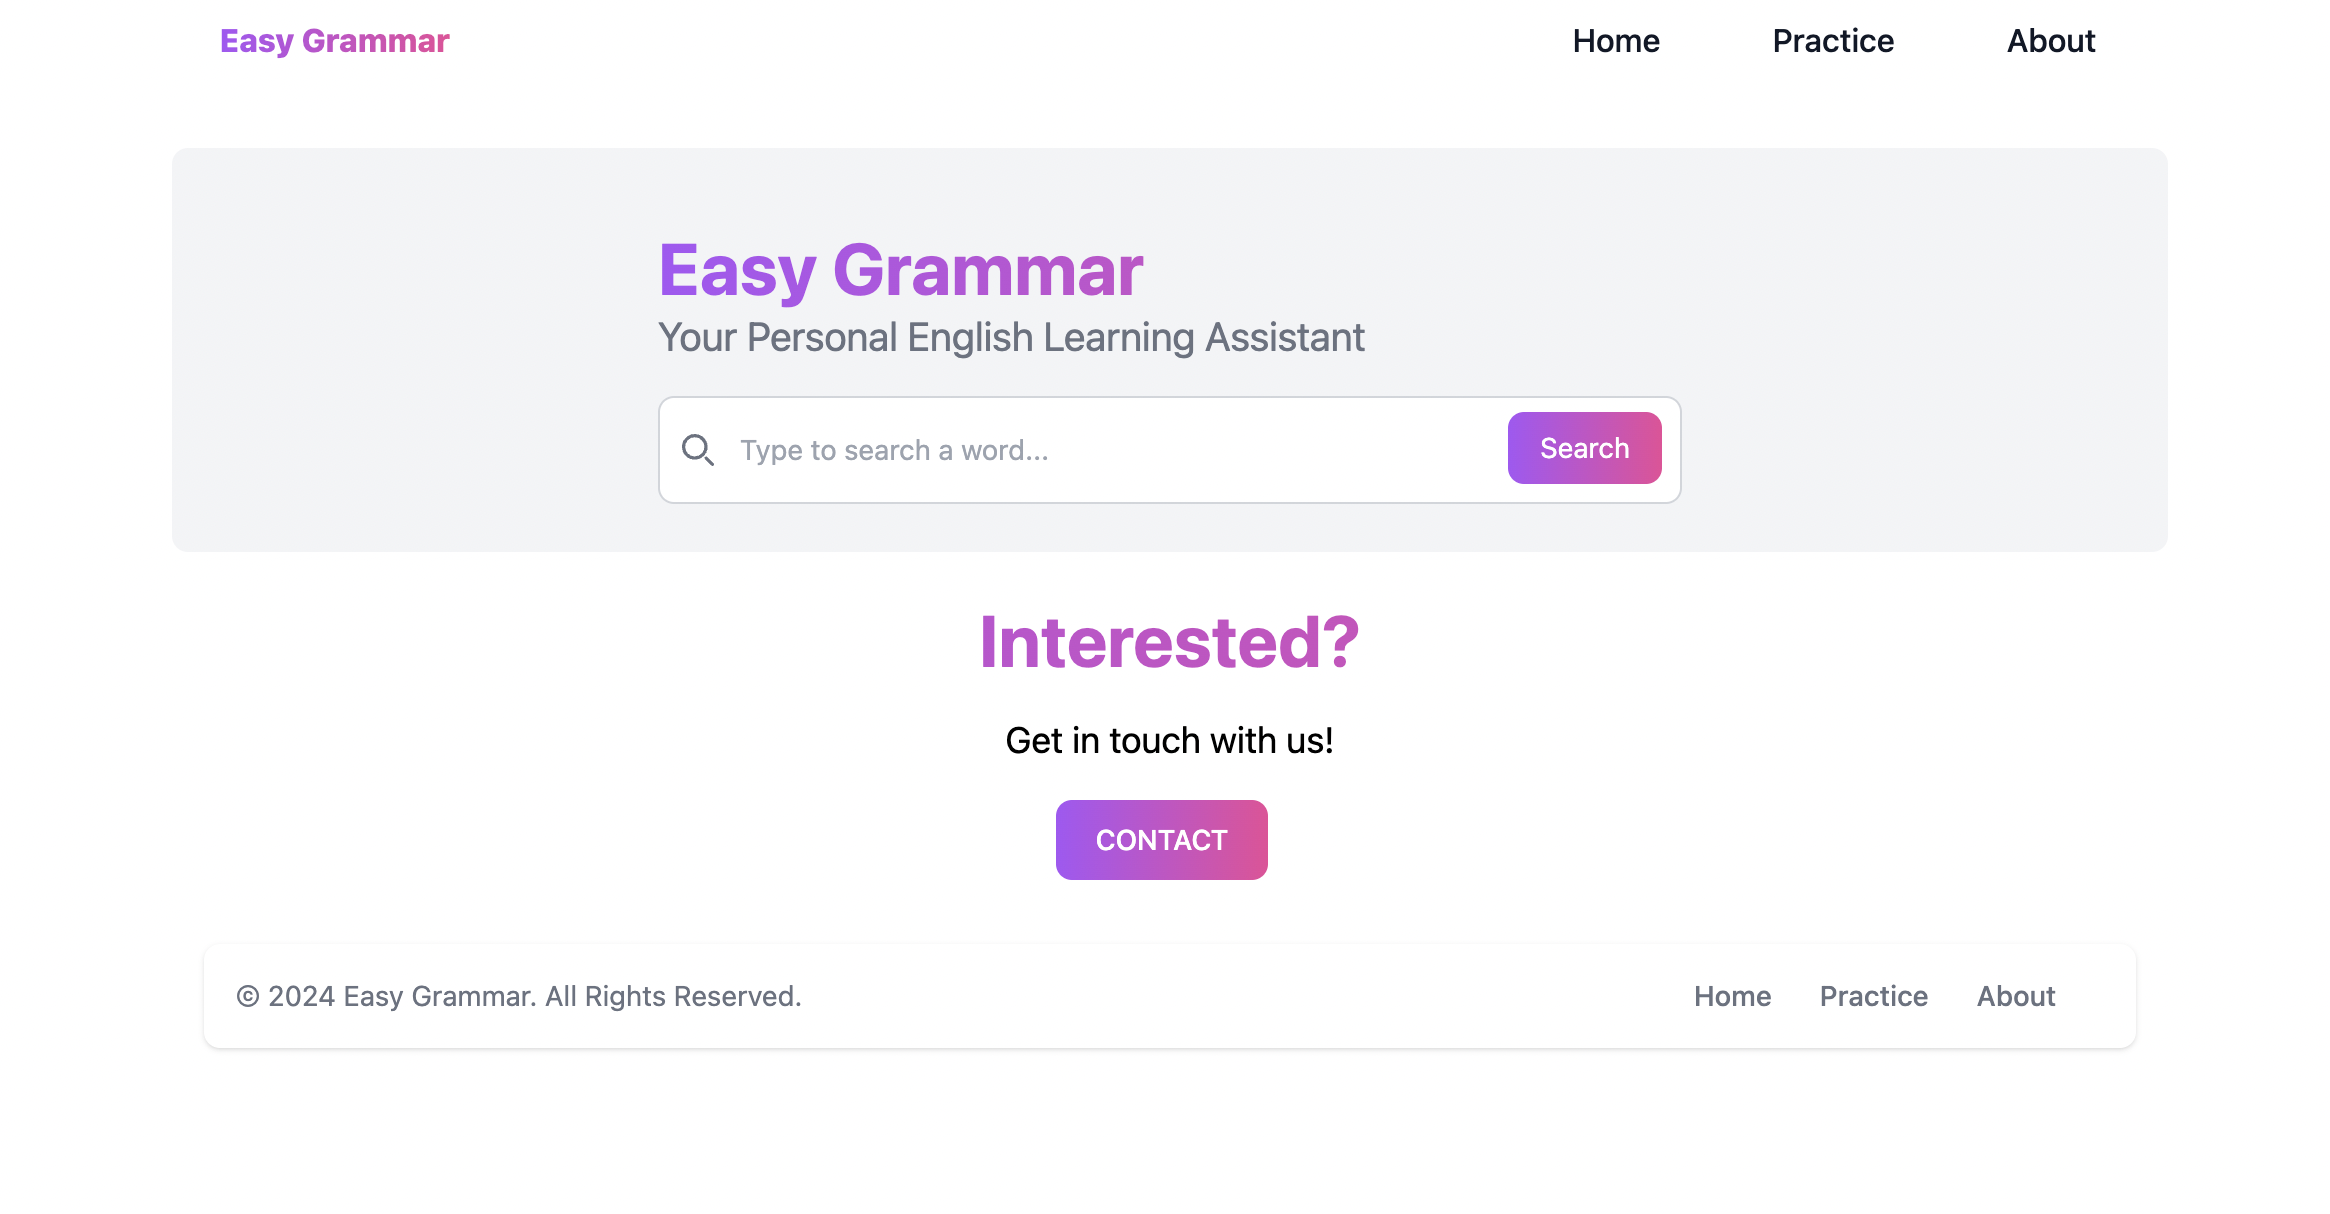 Easy Grammar Home Practice About
Easy Grammar
Your Personal English Learning Assistant
Type to search a word... Search
Interested?
Get in touch with us!
CONTACT
© 2024 Easy Grammar. All Rights Reserved. Home Practice About